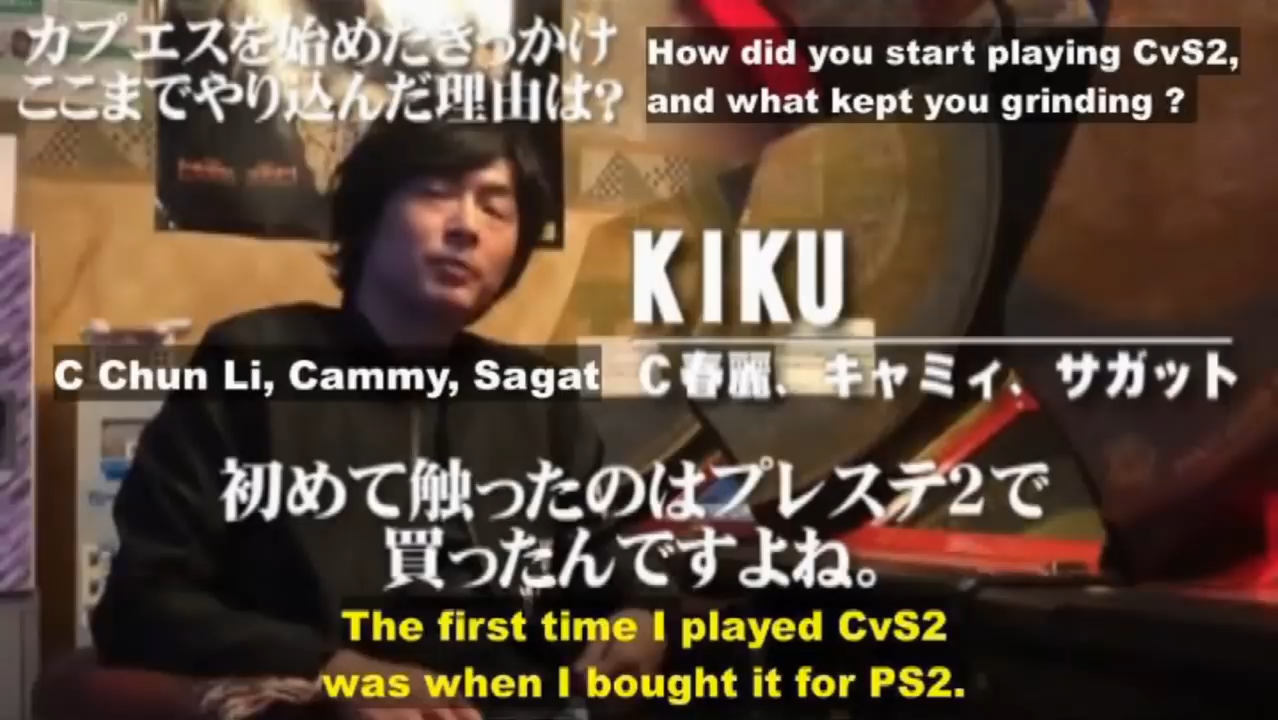 カプエスを始めたきっかけ
ここまでやり込んだ理由は?
How did you start playing CvS2,
and what kept you grinding ?
KIKU
C Chun Li, Cammy, Sagat
C 春麗、キャミィ、サガット
初めて触ったのはプレステ2で
買ったんですよね。
The first time I played CvS2
was when I bought it for PS2.